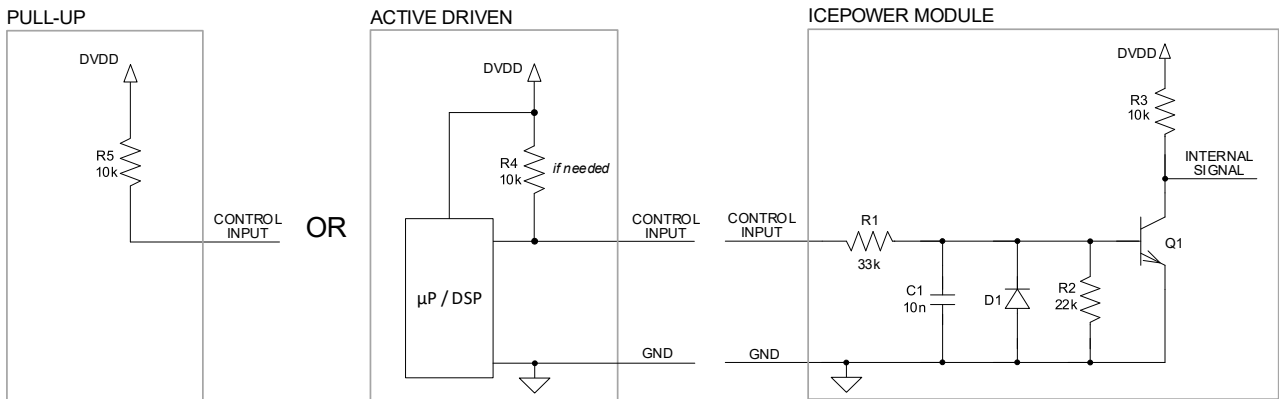 PULL-UP
DVDD
R5
10k
CONTROL
INPUT
OR
ACTIVE DRIVEN
DVDD
R4
10k
if needed
µP / DSP
CONTROL
INPUT
GND
ICEPOWER MODULE
CONTROL
INPUT
GND
R1
33k
C1
10n
D1
R2
22k
DVDD
R3
10k
INTERNAL
SIGNAL
Q1